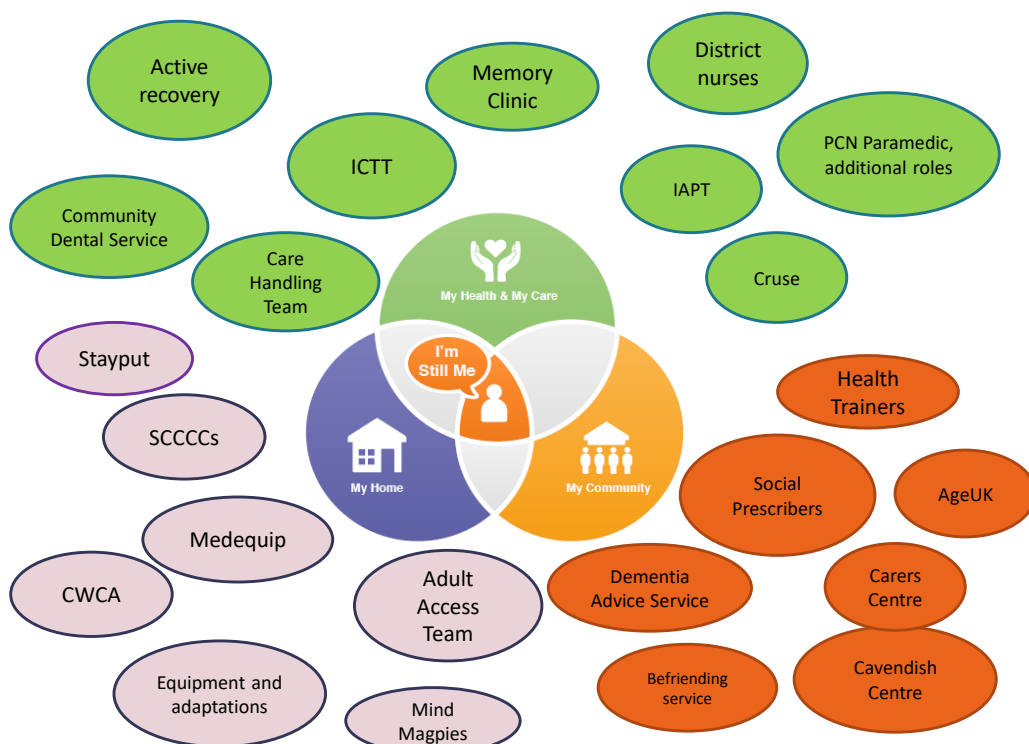 Active
recovery
Memory
Clinic
District
nurses
PCN Paramedic,
additional roles
ICTT
IAPT
Community
Dental Service
Care
Handling
Team
Cruse
My Health & My Care
Stayput
I'm
Still Me
Health
Trainers
SCCCCs
My Home
My Community
Social
Prescribers
AgeUK
Medequip
CWCA
Adult
Access
Team
Dementia
Advice Service
Carers
Centre
Equipment and
adaptations
Befriending
service
Cavendish
Centre
Mind
Magpies